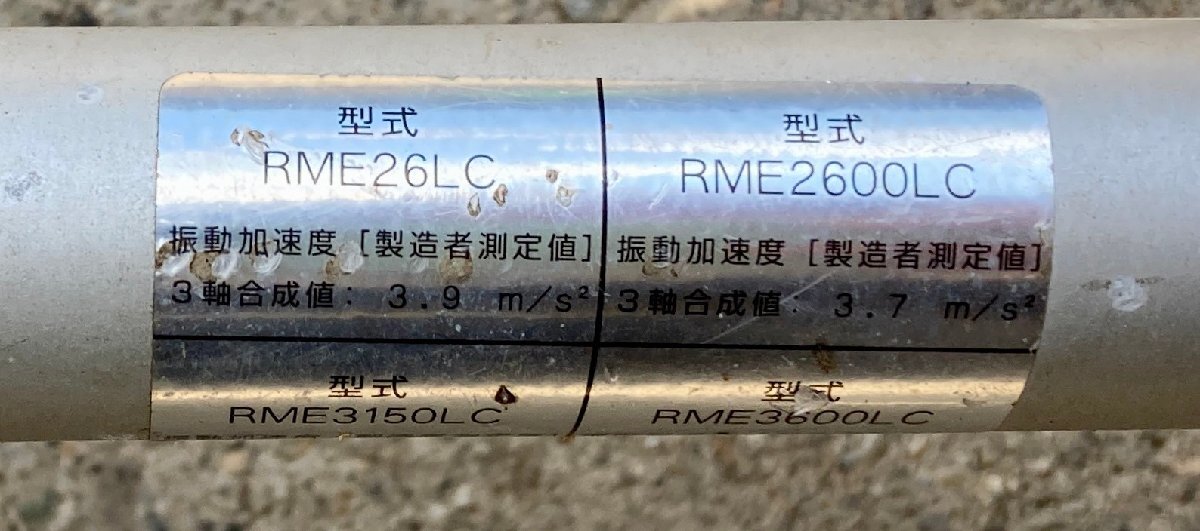 型式
RME26LC
振動加速度 [製造者測定値]
3軸合成値: 3.9 m/s²
型式
RME2600LC
振動加速度 [製造者測定値]
3軸合成値: 3.7 m/s²
型式
RME3150LC
型式
RME3600LC